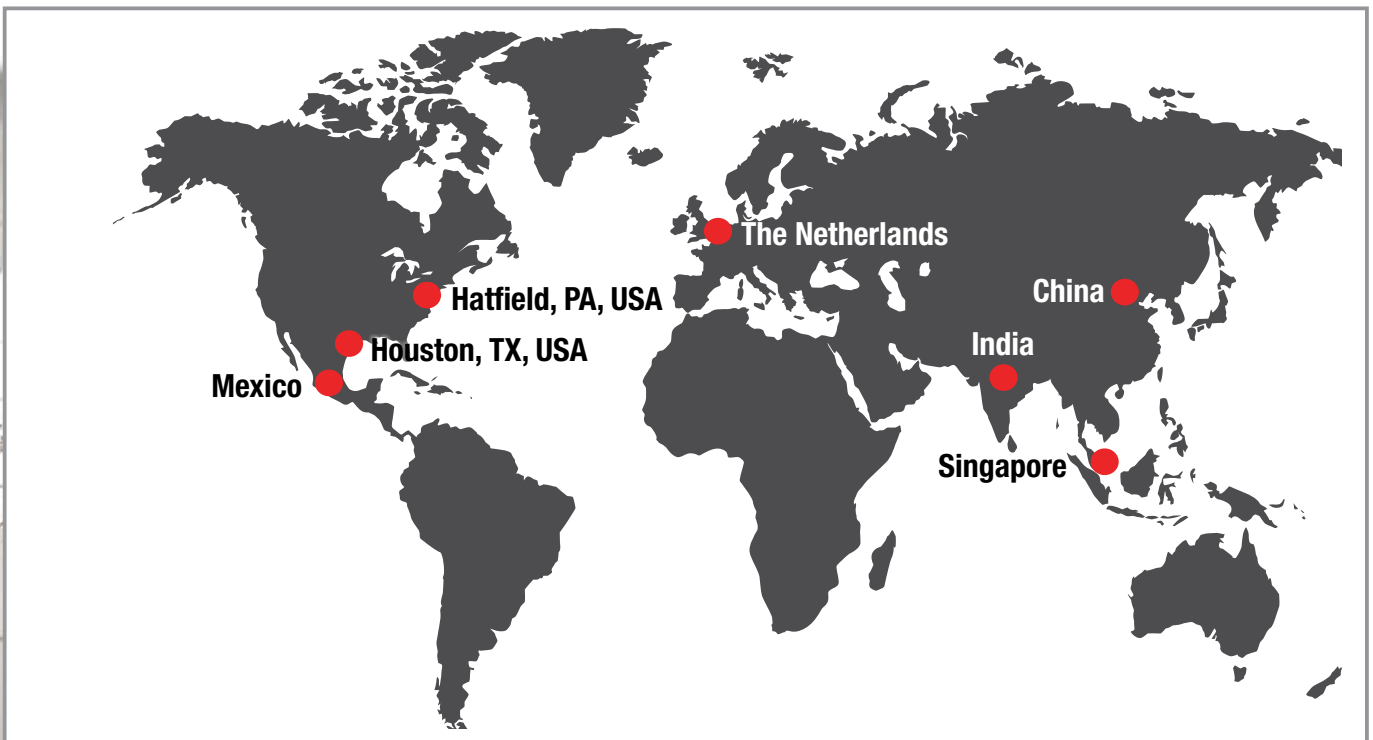 The Netherlands
China
Hatfield, PA, USA
India
Houston, TX, USA
Mexico
Singapore